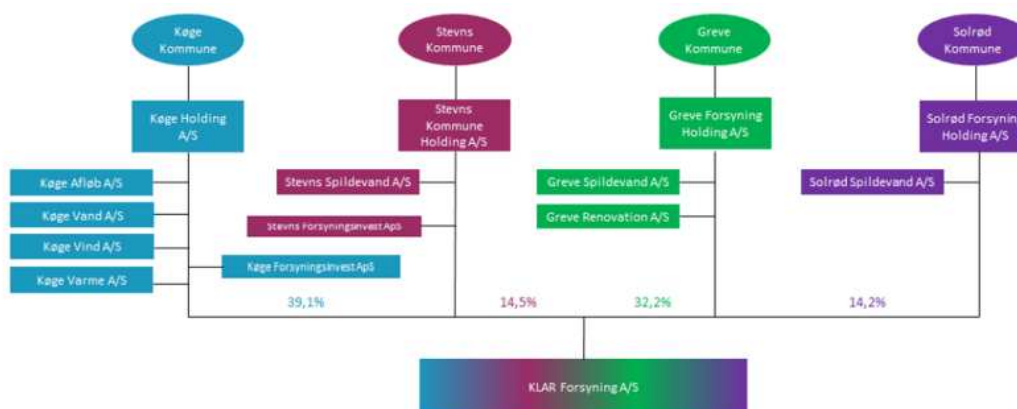 Køge
Kommune
Stevns
Kommune
Greve
Kommune
Solrød
Kommune
Køge Holding
A/S
Stevns
Kommune
Holding A/S
Greve Forsyning
Holding A/S
Solrød Forsyning
Holding A/S
Køge Afløb A/S
Køge Vand A/S
Køge Vind A/S
Køge Varme A/S
Køge Forsyningsinvest ApS
Stevns Spildevand A/S
Stevns Forsyningsinvest ApS
Greve Spildevand A/S
Greve Renovation A/S
Solrød Spildevand A/S
39,1%
14,5%
32,2%
14,2%
KLAR Forsyning A/S